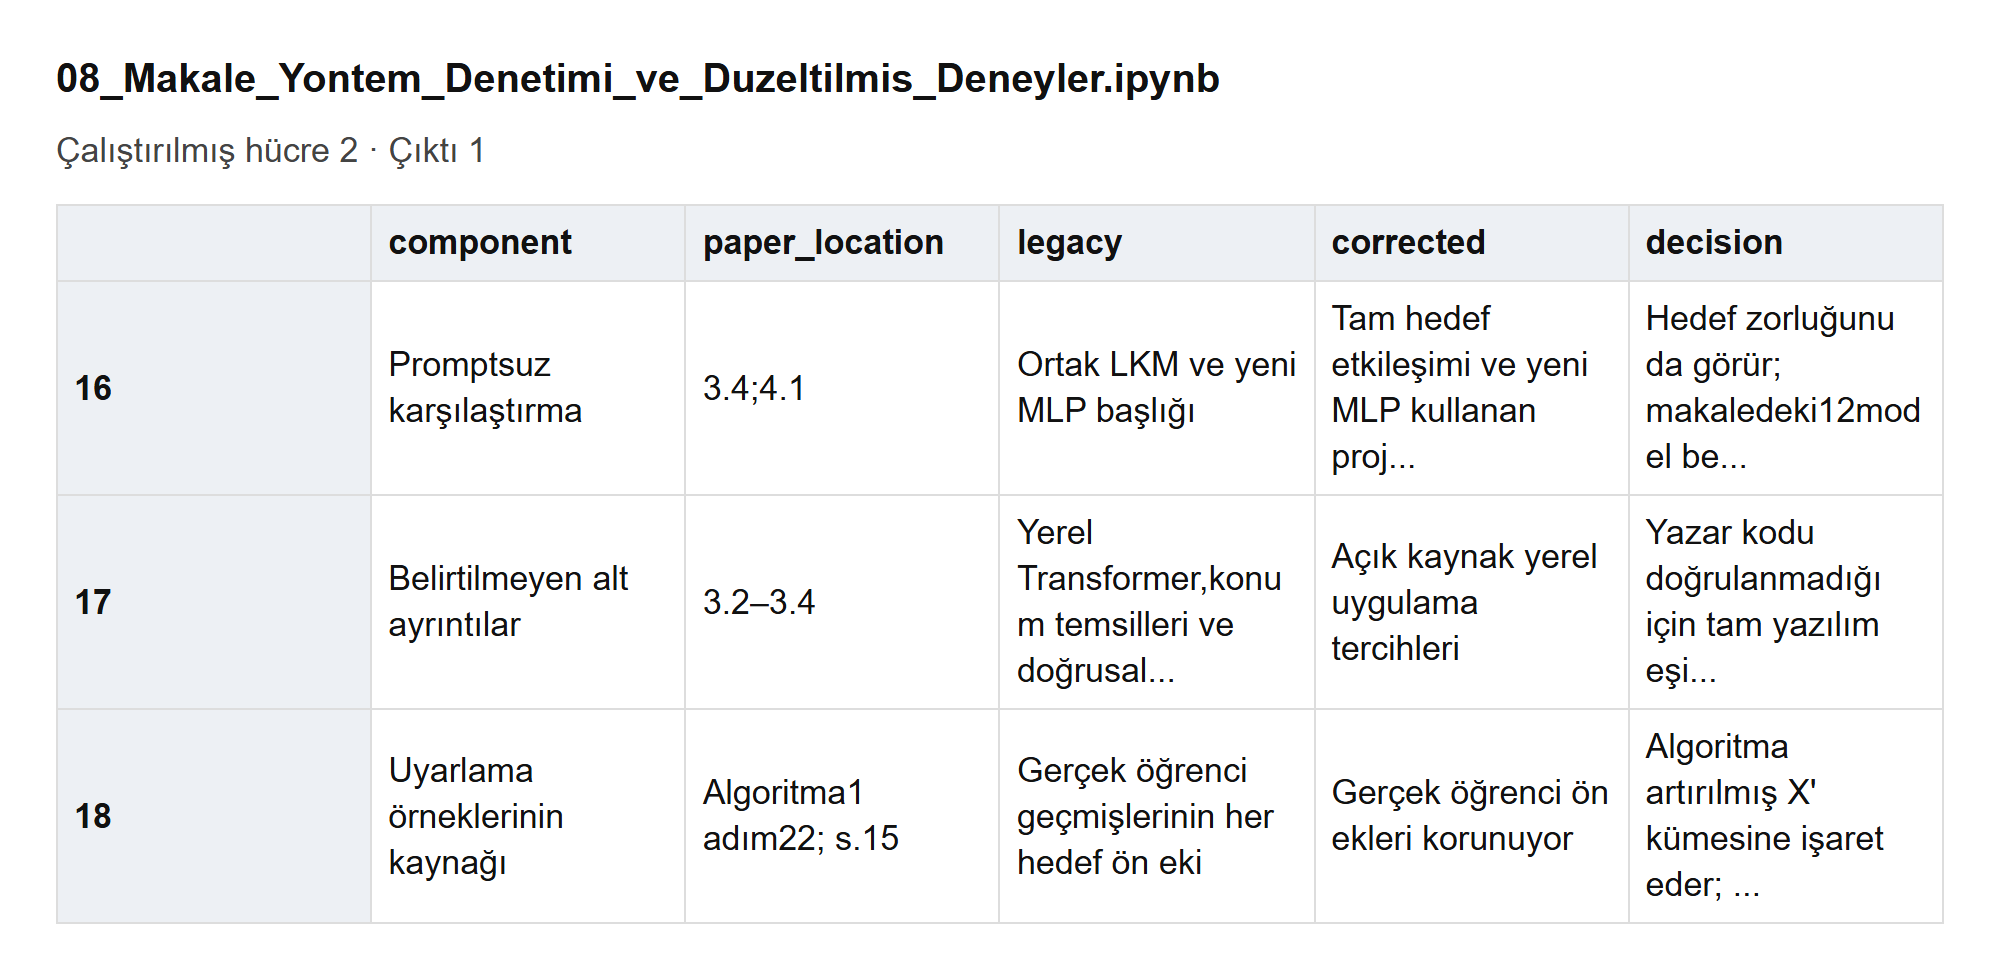 08_Makale_Yontem_Denetimi_ve_Duzeltilmis_Deneyler.ipynb
Çalıştırılmış hücre 2 · Çıktı 1
component paper_location legacy corrected decision
16
Promptsuz
karşılaştırma
3.4;4.1
Ortak LKM ve yeni
MLP başlığı
Tam hedef
etkileşimi ve yeni
MLP kullanan
proj...
Hedef zorluğunu
da görür;
makaledeki12mod
el be...
17
Belirtilmeyen alt
ayrıntılar
3.2–3.4
Yerel
Transformer,konu
m temsilleri ve
doğrusal...
Açık kaynak yerel
uygulama
tercihleri
Yazar kodu
doğrulanmadığı
için tam yazılım
eşi...
18
Uyarlama
örneklerinin
kaynağı
Algoritma1
adım22; s.15
Gerçek öğrenci
geçmişlerinin her
hedef ön eki
Gerçek öğrenci ön
ekleri korunuyor
Algoritma
artırılmış X'
kümesine işaret
eder; ...